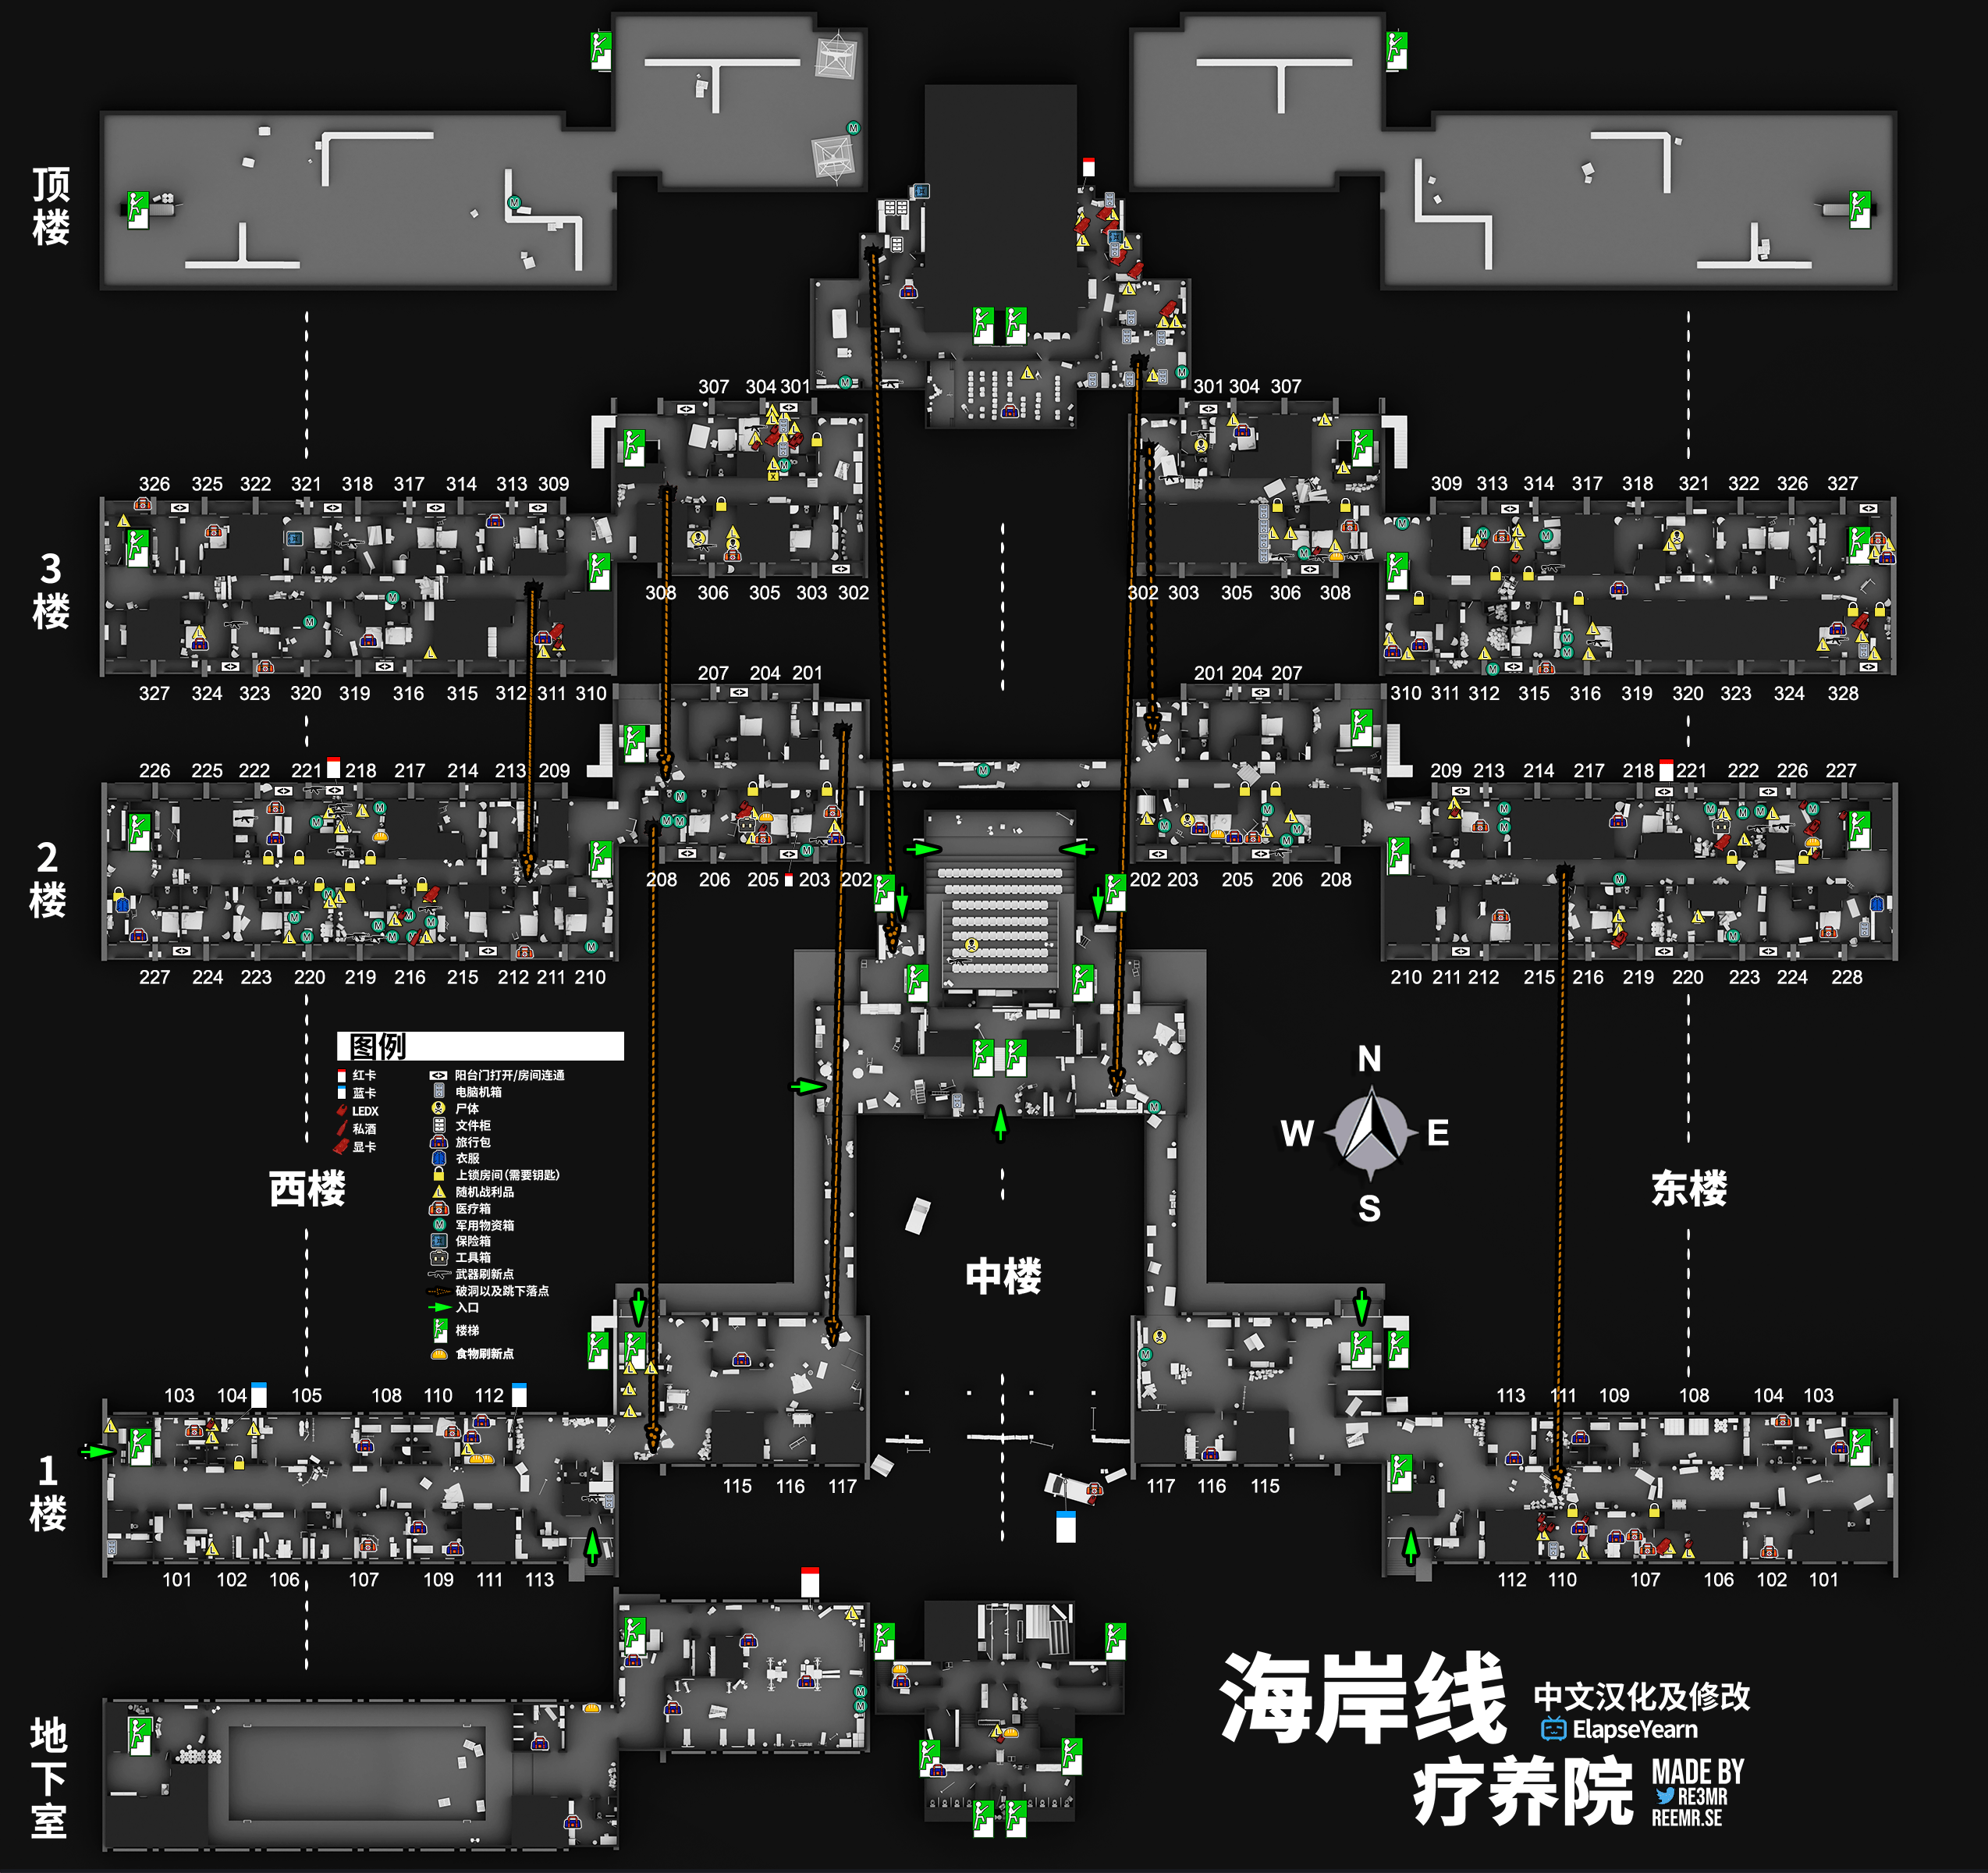 顶楼
307 304 301
301 304 307
326 325 322 321 318 317 314 313 309
309 313 314 317 318 321 322 326 327
3楼
308 306 305 303 302
302 303 305 306 308
327 324 323 320 319 316 315 312 311 310
310 311 312 315 316 319 320 323 324 328
207 204 201
201 204 207
226 225 222 221 218 217 214 213 209
209 213 214 217 218 221 222 226 227
2楼
208 206 205 203 202
202 203 205 206 208
227 224 223 220 219 216 215 212 211 210
210 211 212 215 216 219 220 223 224 228
图例
红卡
蓝卡
LEDX
私酒
显卡
阳台门打开/房间连通
电脑机箱
尸体
文件柜
旅行包
衣服
上锁房间(需要钥匙)
随机战利品
医疗箱
军用物资箱
保险箱
工具箱
武器刷新点
破洞以及跳下落点
入口
楼梯
食物刷新点
N
W E
S
西楼
中楼
东楼
103 104 105 108 110 112
113 111 109 108 104 103
1楼
115 116 117
117 116 115
101 102 106 107 109 111 113
112 110 107 106 102 101
地下室
海岸线
疗养院
中文汉化及修改
ElapseYearn
MADE BY
RE3MR
REEMR.SE